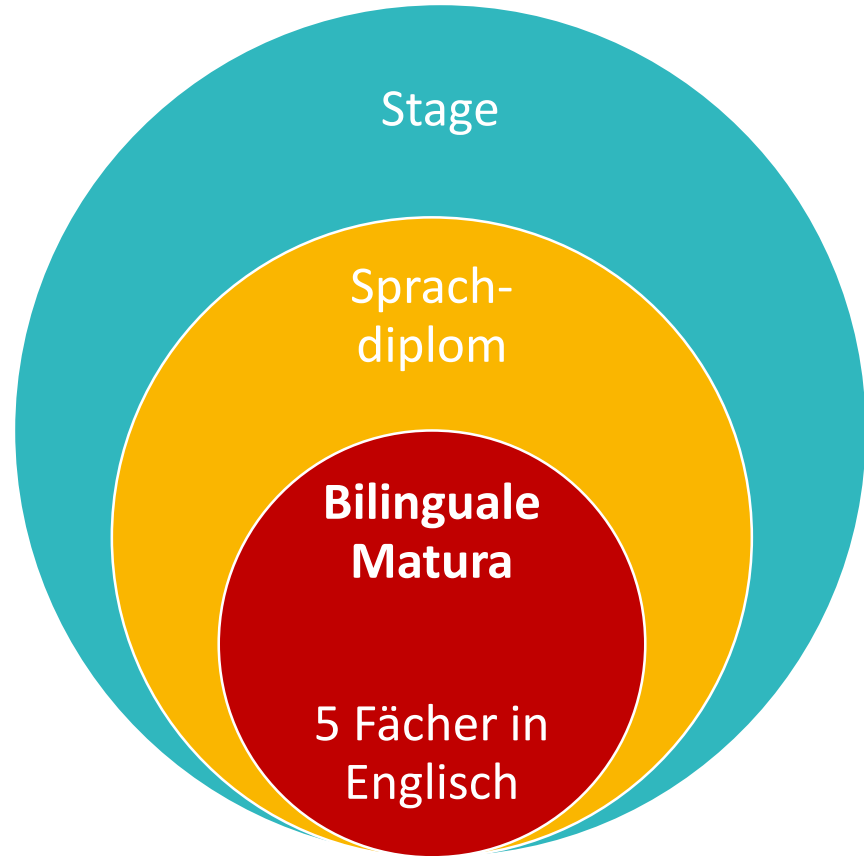 Stage
Sprach-
diplom
Bilinguale
Matura
5 Fächer in
Englisch